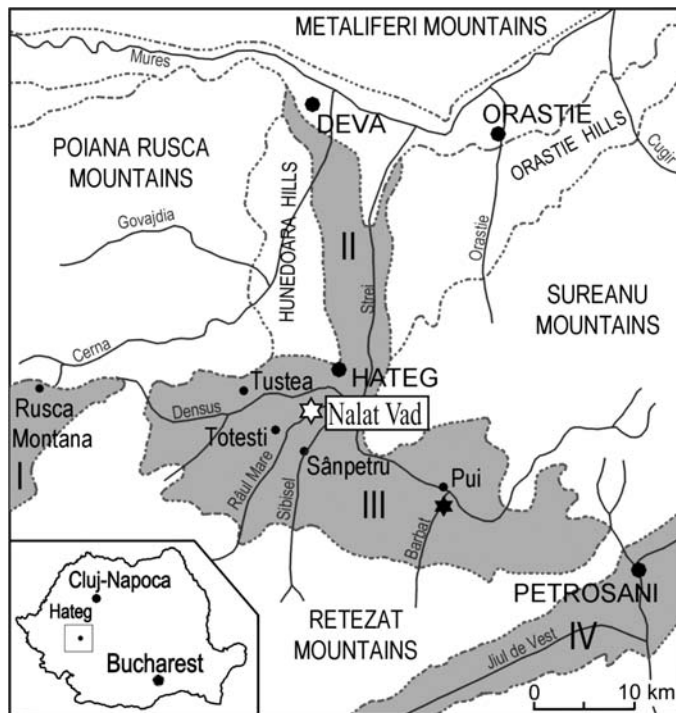 METALIFERI MOUNTAINS
Mures
DEVA
ORASTIE
ORASTIE HILLS
Cugir
POIANA RUSCA
MOUNTAINS
Govajdia
HUNEDOARA HILLS
II
Strei
Orastie
SUREANU
MOUNTAINS
Cerna
HATEG
Tustea
Rusca
Montana
Densus
Nalat Vad
Totesti
I
Râul Mare
Sibisel
Sânpetru
III
Pui
Barbat
Cluj-Napoca
Hateg
Bucharest
RETEZAT
MOUNTAINS
PETROSANI
IV
Jiul de Vest
0 10 km